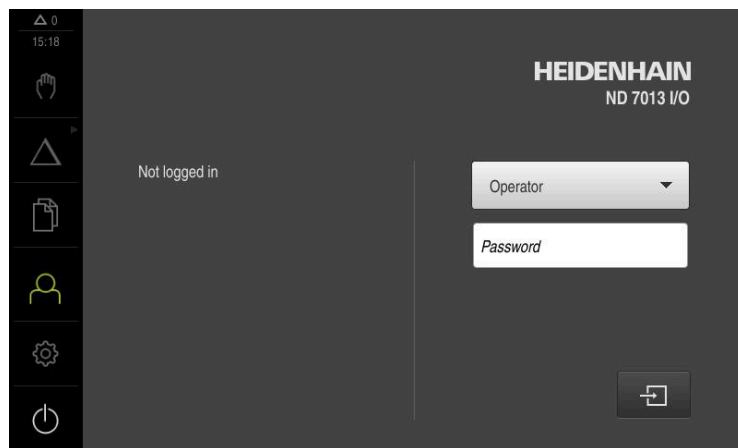 0
15:18
HEIDENHAIN
ND 7013 I/O
Not logged in
Operator
Password